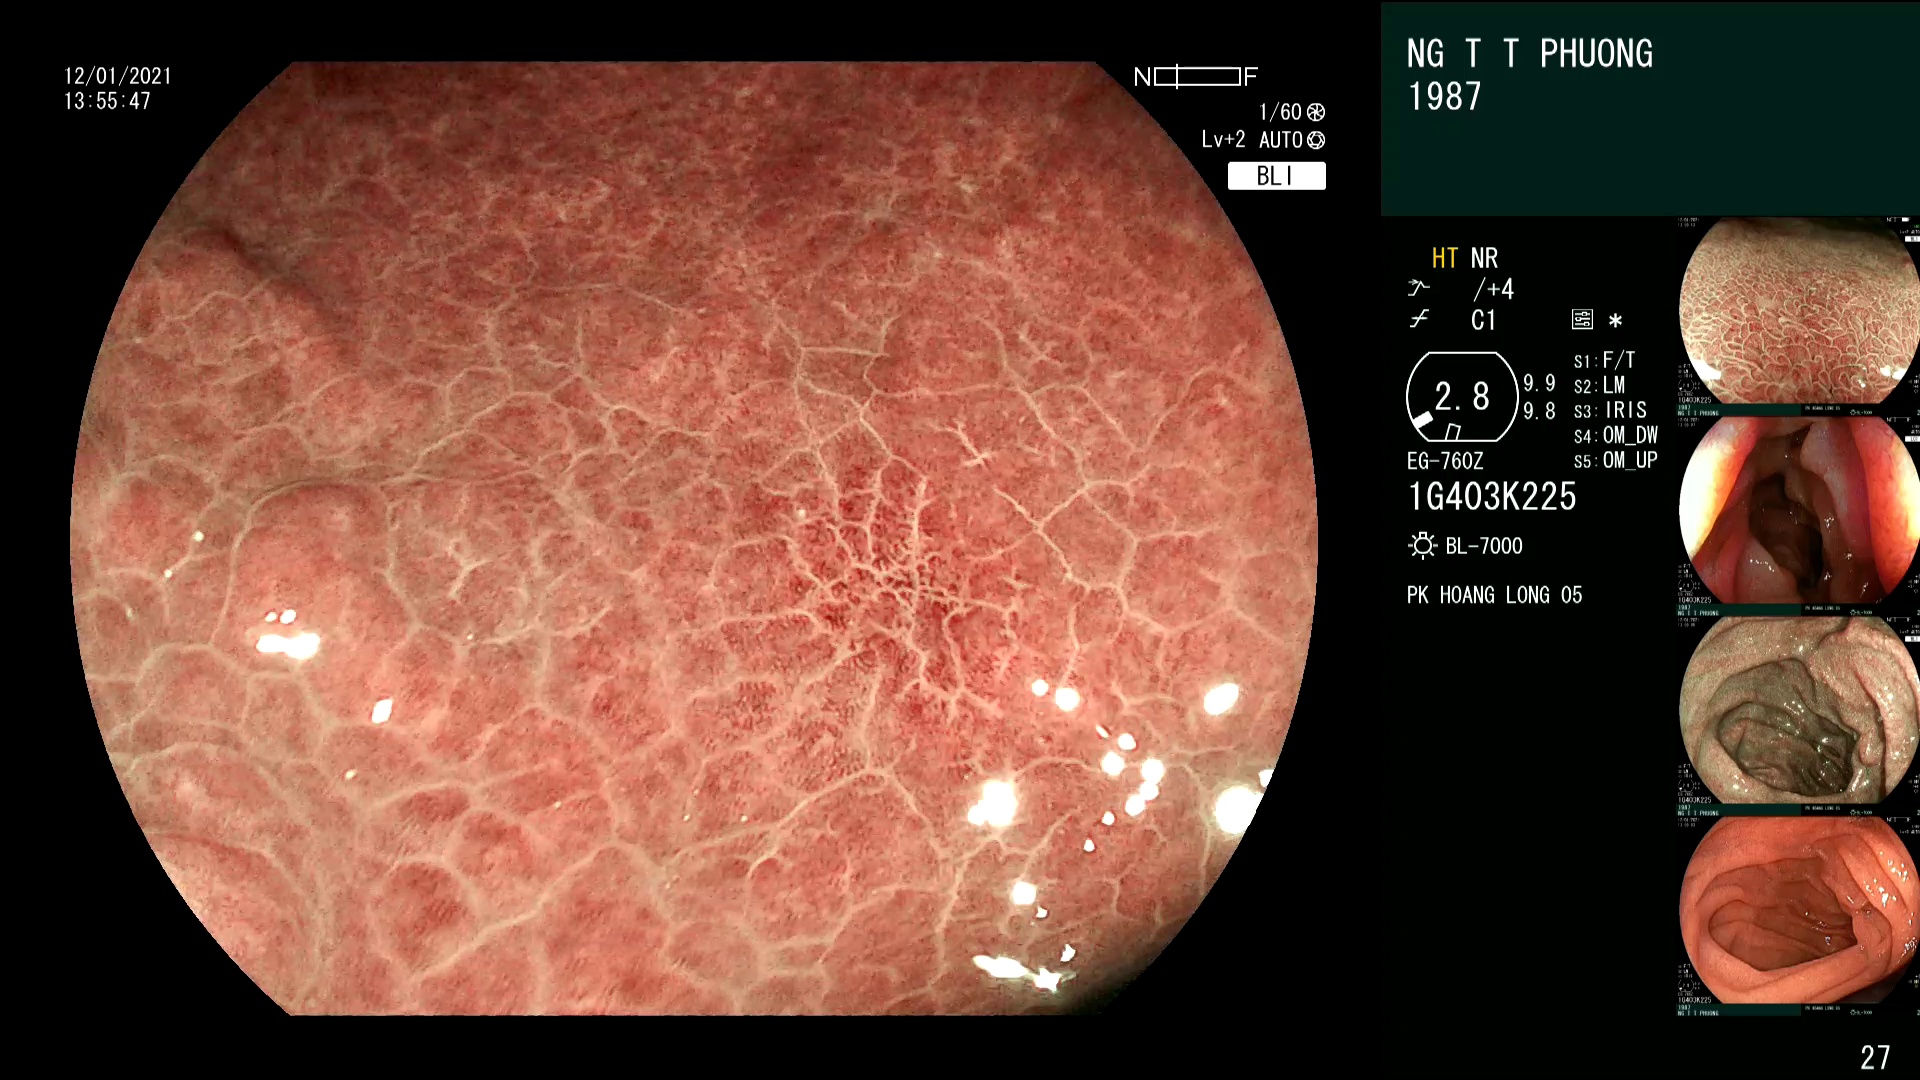 12/01/2021
13:55:47
N F
1/60
Lv+2 AUTO
BLI
NG T T PHUONG
1987
HT NR
/+4
C1 *
2.8
9.9
9.8
S1:F/T
S2:LM
S3:IRIS
S4:OM_DW
S5:OM_UP
EG-760Z
1G403K225
BL-7000
PK HOANG LONG 05
27